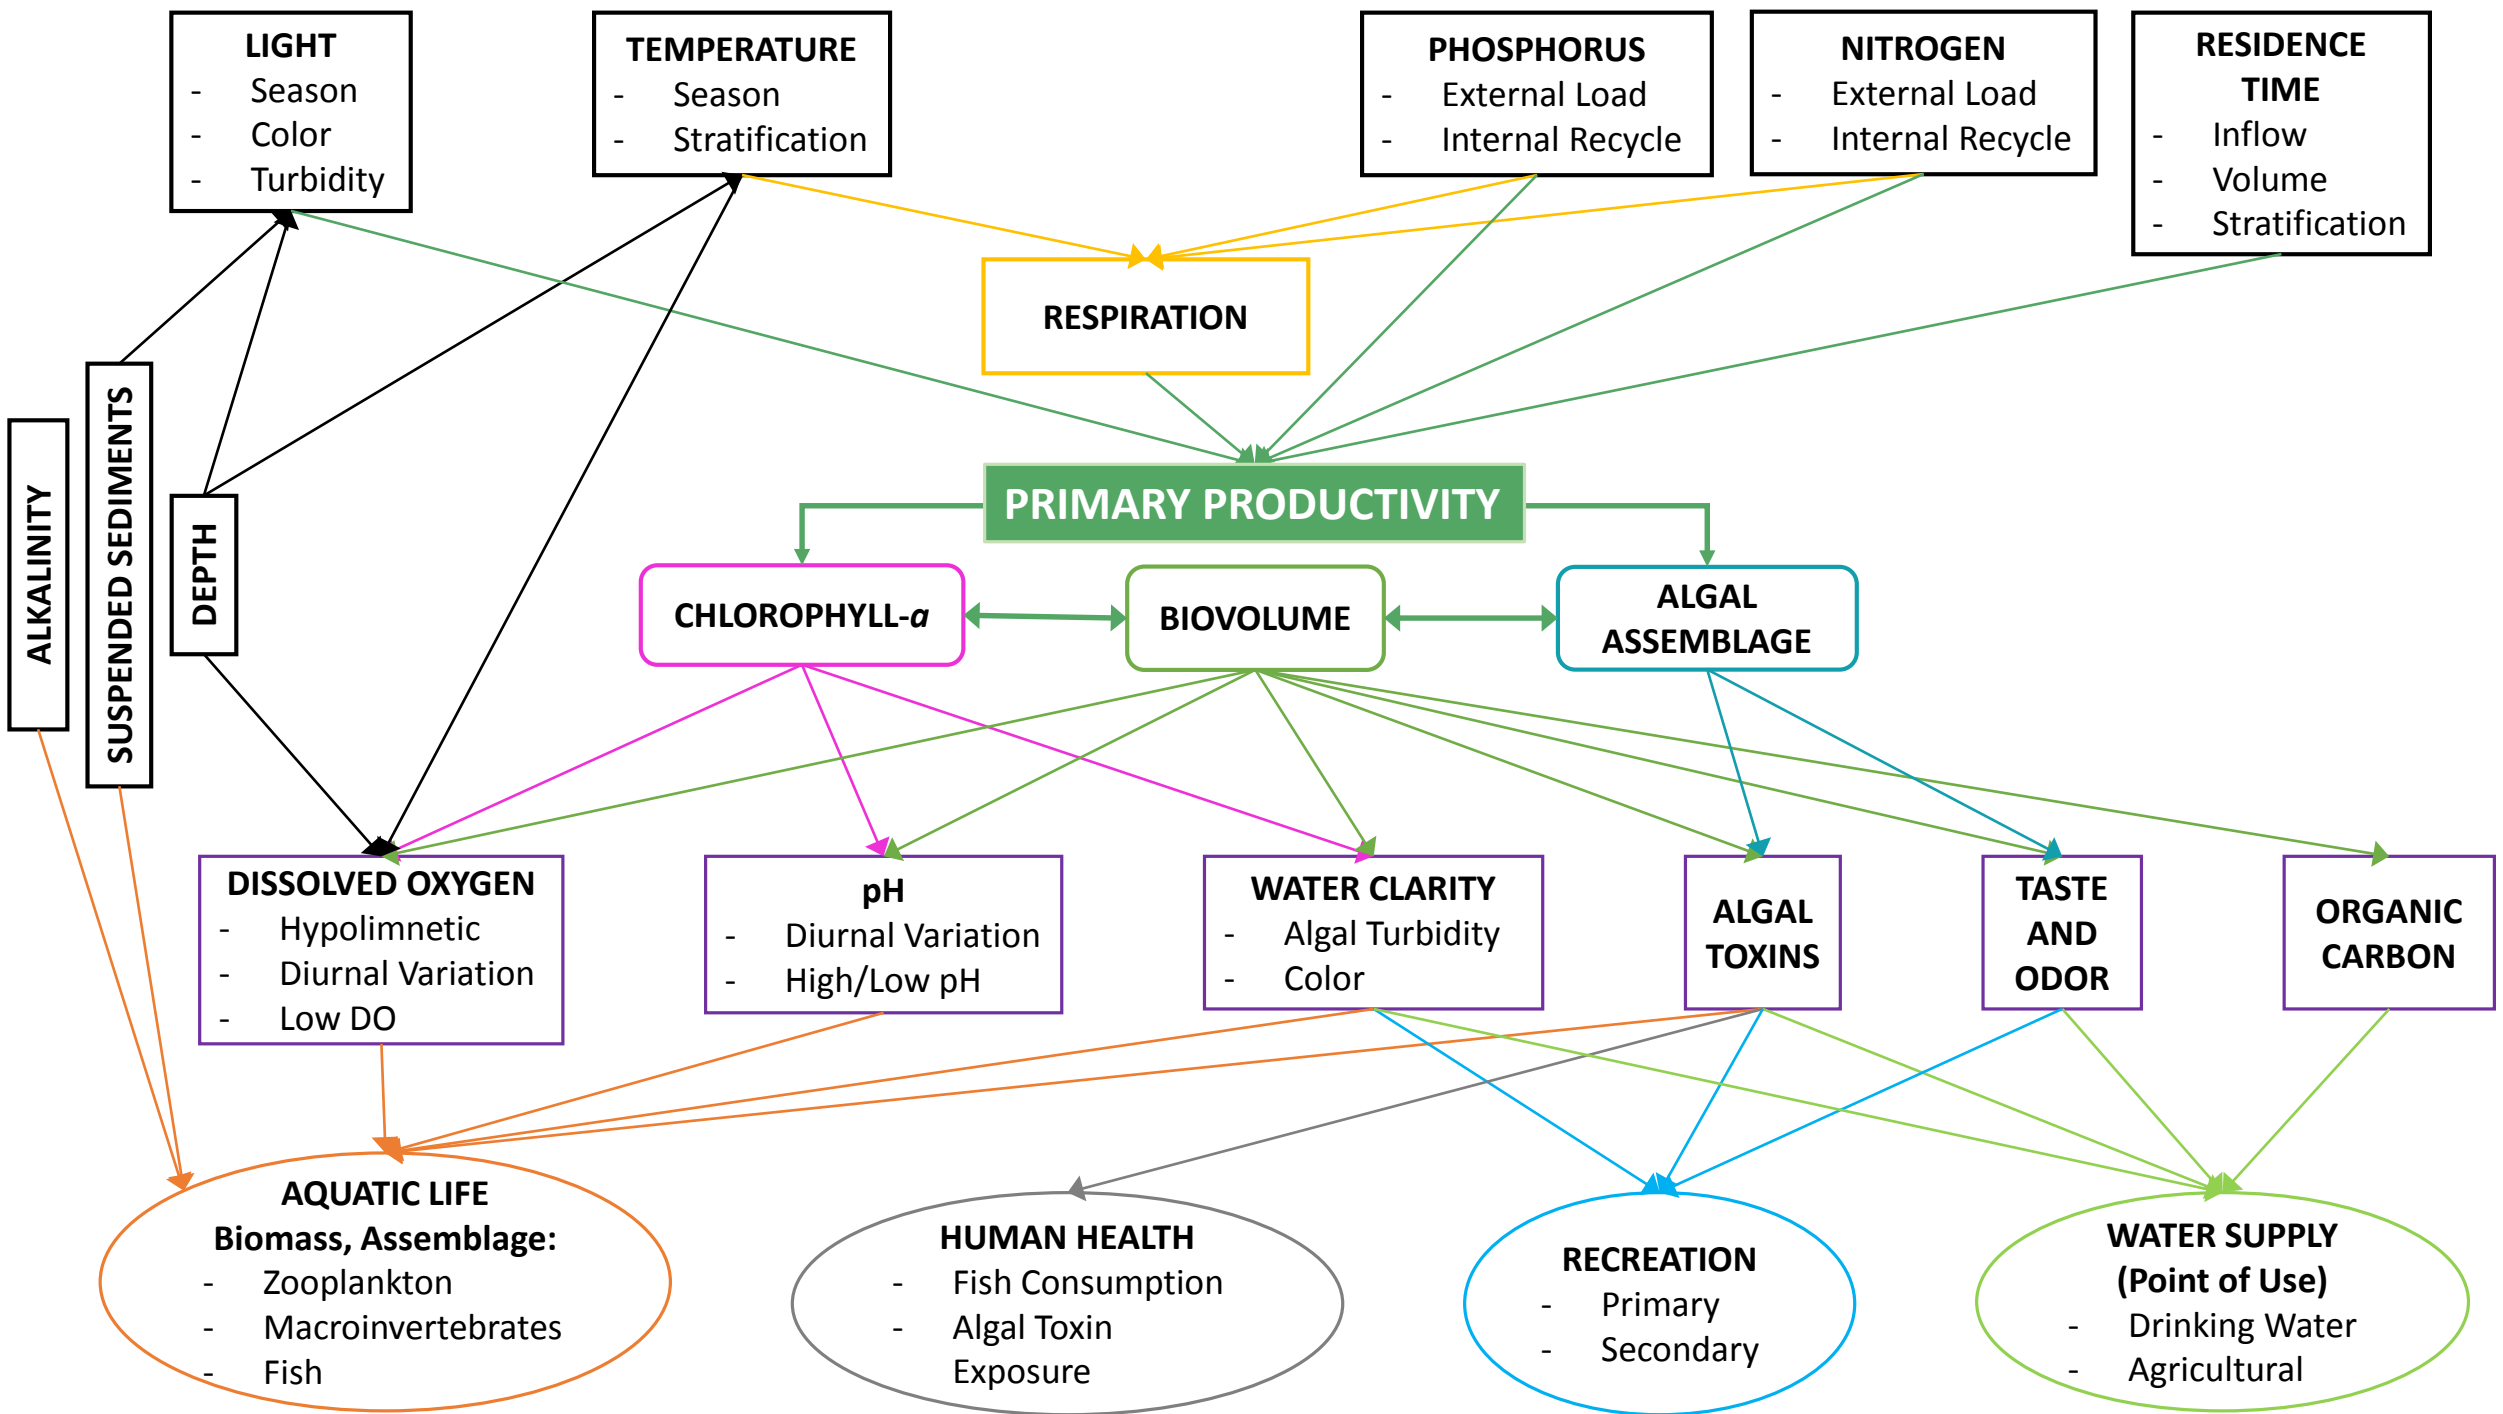 LIGHT
- Season
- Color
- Turbidity
TEMPERATURE
- Season
- Stratification
PHOSPHORUS
- External Load
- Internal Recycle
NITROGEN
- External Load
- Internal Recycle
RESIDENCE
TIME
- Inflow
- Volume
- Stratification
RESPIRATION
ALKALINITY
SUSPENDED SEDIMENTS
DEPTH
PRIMARY PRODUCTIVITY
CHLOROPHYLL-a
BIOVOLUME
ALGAL
ASSEMBLAGE
DISSOLVED OXYGEN
- Hypolimnetic
- Diurnal Variation
- Low DO
pH
- Diurnal Variation
- High/Low pH
WATER CLARITY
- Algal Turbidity
- Color
ALGAL
TOXINS
TASTE
AND
ODOR
ORGANIC
CARBON
AQUATIC LIFE
Biomass, Assemblage:
- Zooplankton
- Macroinvertebrates
- Fish
HUMAN HEALTH
- Fish Consumption
- Algal Toxin
Exposure
RECREATION
- Primary
- Secondary
WATER SUPPLY
(Point of Use)
- Drinking Water
- Agricultural